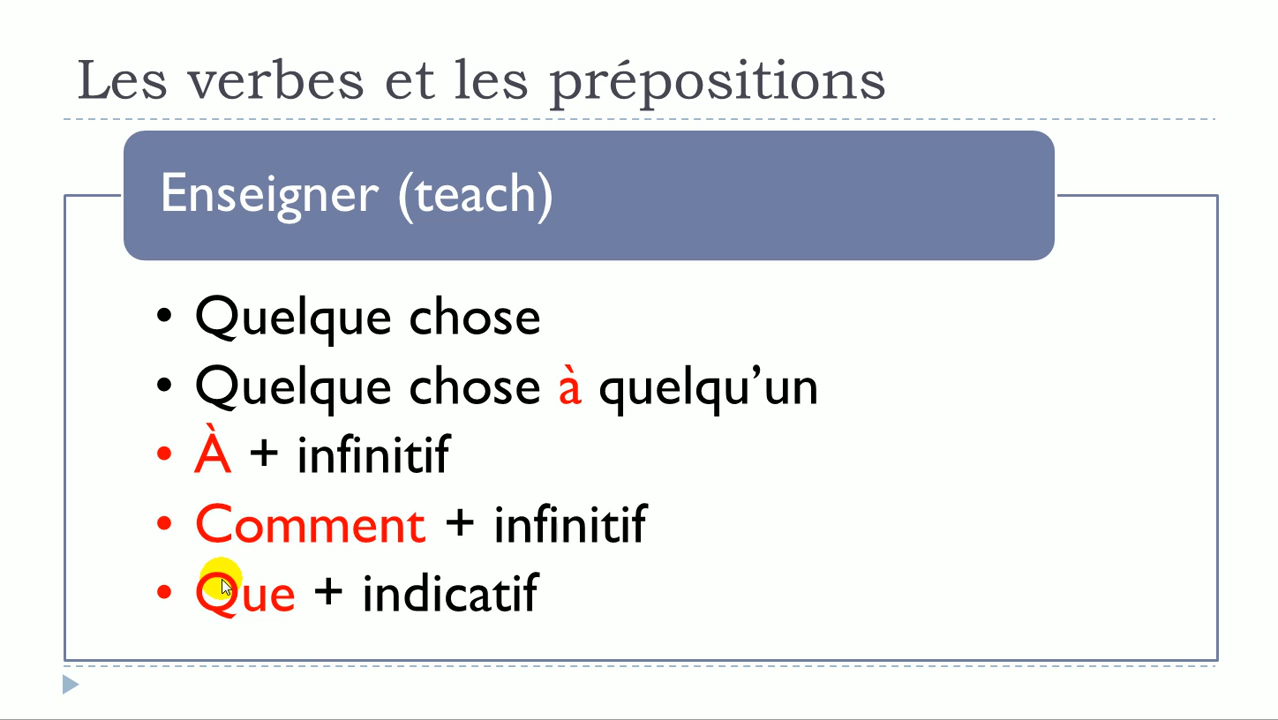 Les verbes et les prépositions
Enseigner (teach)
• Quelque chose
• Quelque chose à quelqu’un
• À + infinitif
• Comment + infinitif
• Que + indicatif